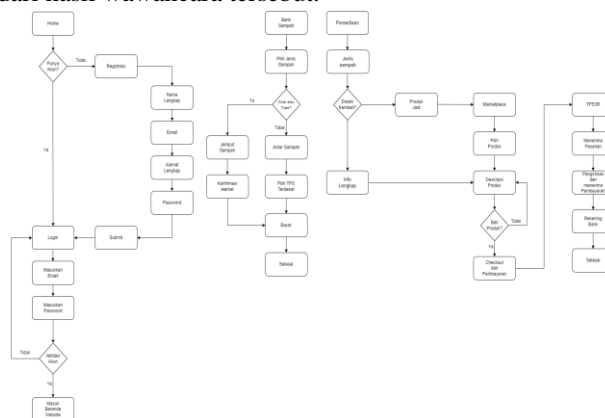 dari hasil wawancara tersebut.
Home
Punya
Akun?
Tidak
Registrasi
Nama
Lengkap
Email
Alamat
Lengkap
Password
Submit
Ya
Login
Masukkan
Email
Masukkan
Password
Validasi
Akun
Tidak
Ya
Masuk
Beranda
Website
Bank
Sampah
Pilih Jenis
Sampah
Ya
Tidak
Jemput
Sampah
Antar Sampah
Konfirmasi
alamat
Pilih TPS
Terdekat
Bayar
Selesai
Persediaan
Jenis
sampah
Diolah
Kembali?
Produk
Jadi
Marketplace
Pilih
Produk
Info
Lengkap
Deskripsi
Produk
Beli
Produk?
Tidak
Ya
Checkout
dan
Pembayaran
TPS3R
Menerima
Pesanan
Pengiriman
dan
menerima
Pembayaran
Rekening
Bank
Selesai